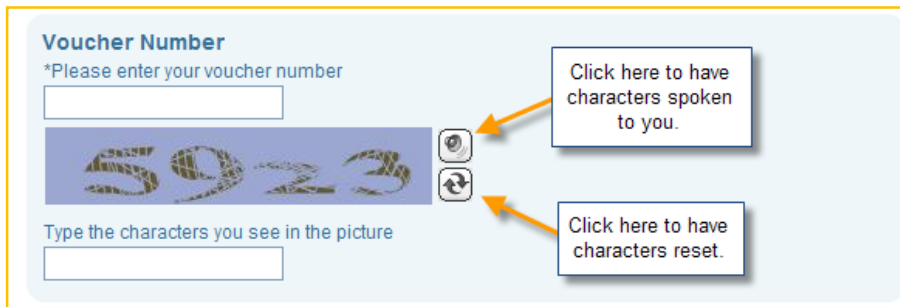 Voucher Number
*Please enter your voucher number
Click here to have
characters spoken
to you.
5923
Type the characters you see in the picture
Click here to have
characters reset.